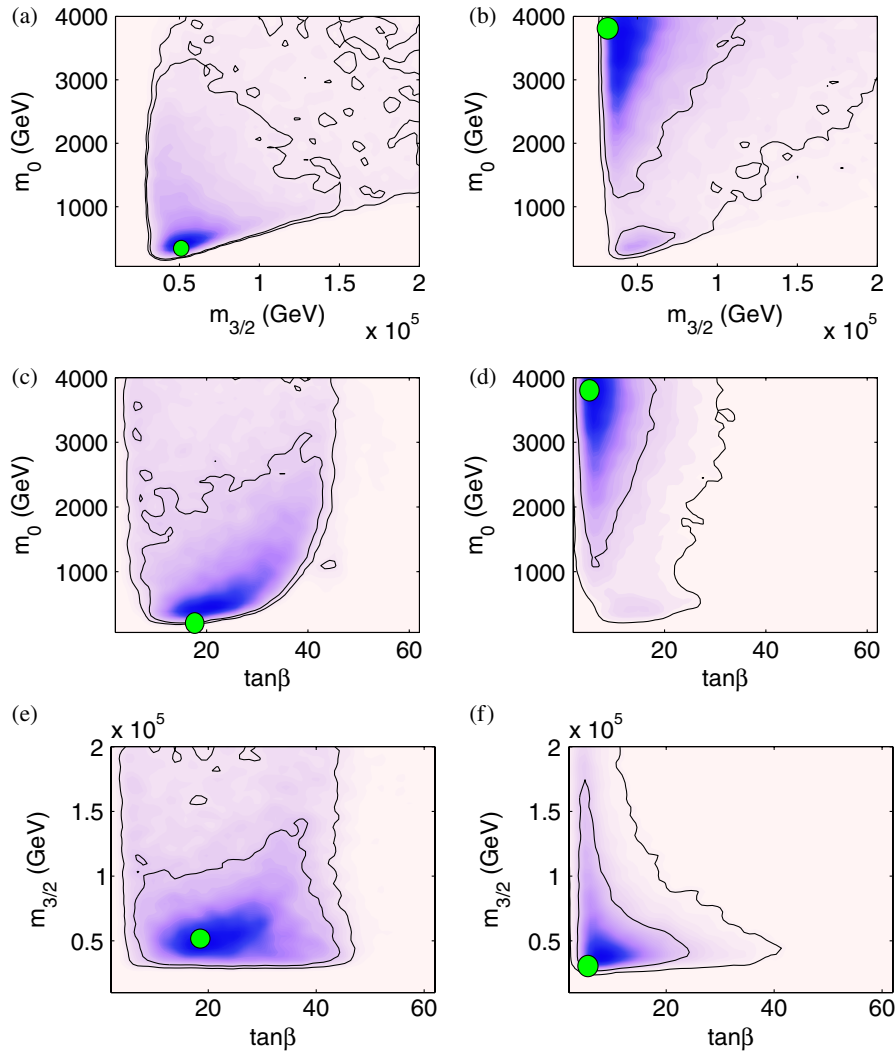 (a)
(b)
4000
3000
2000
1000
m0 (GeV)
0.5 1 1.5 2
m3/2 (GeV)
x 10^5
4000
3000
2000
1000
m0 (GeV)
0.5 1 1.5 2
m3/2 (GeV)
x 10^5
(c)
(d)
4000
3000
2000
1000
m0 (GeV)
20 40 60
tanβ
4000
3000
2000
1000
m0 (GeV)
20 40 60
tanβ
(e)
(f)
x 10^5
2
1.5
1
0.5
m3/2 (GeV)
20 40 60
tanβ
x 10^5
2
1.5
1
0.5
m3/2 (GeV)
20 40 60
tanβ